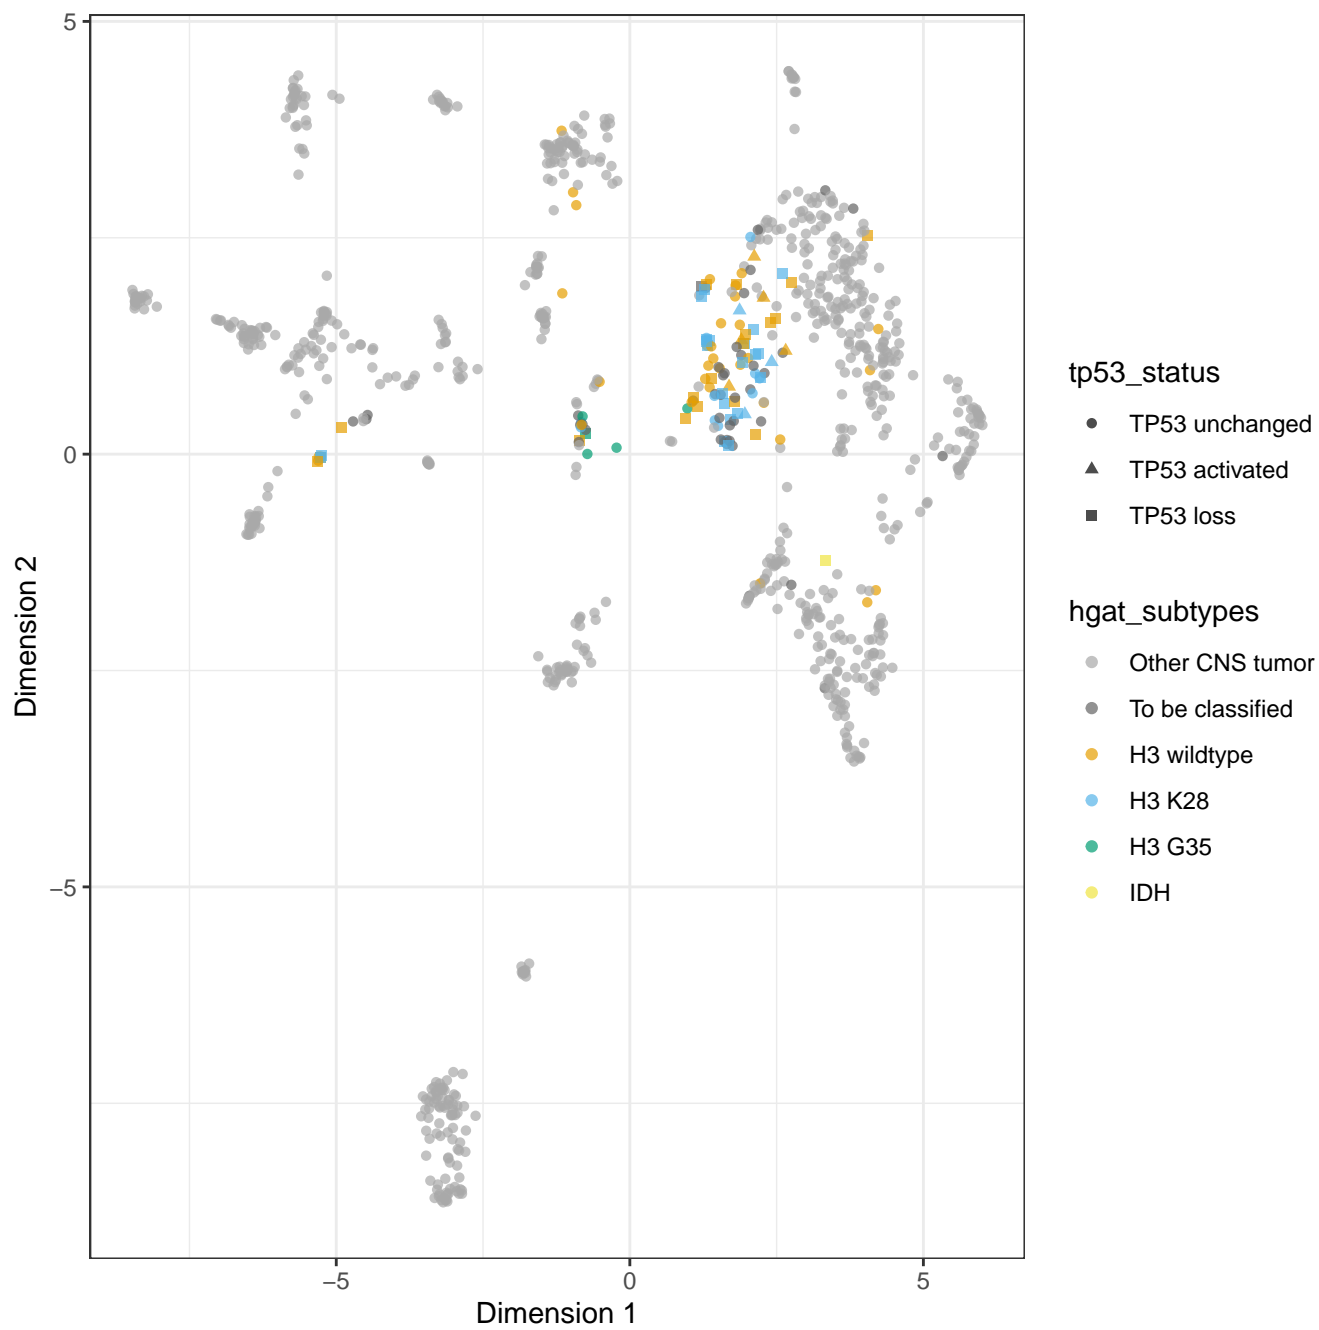 5
0
−5
Dimension 2
−5
0
5
Dimension 1
tp53_status
TP53 unchanged
TP53 activated
TP53 loss
hgat_subtypes
Other CNS tumor
To be classified
H3 wildtype
H3 K28
H3 G35
IDH